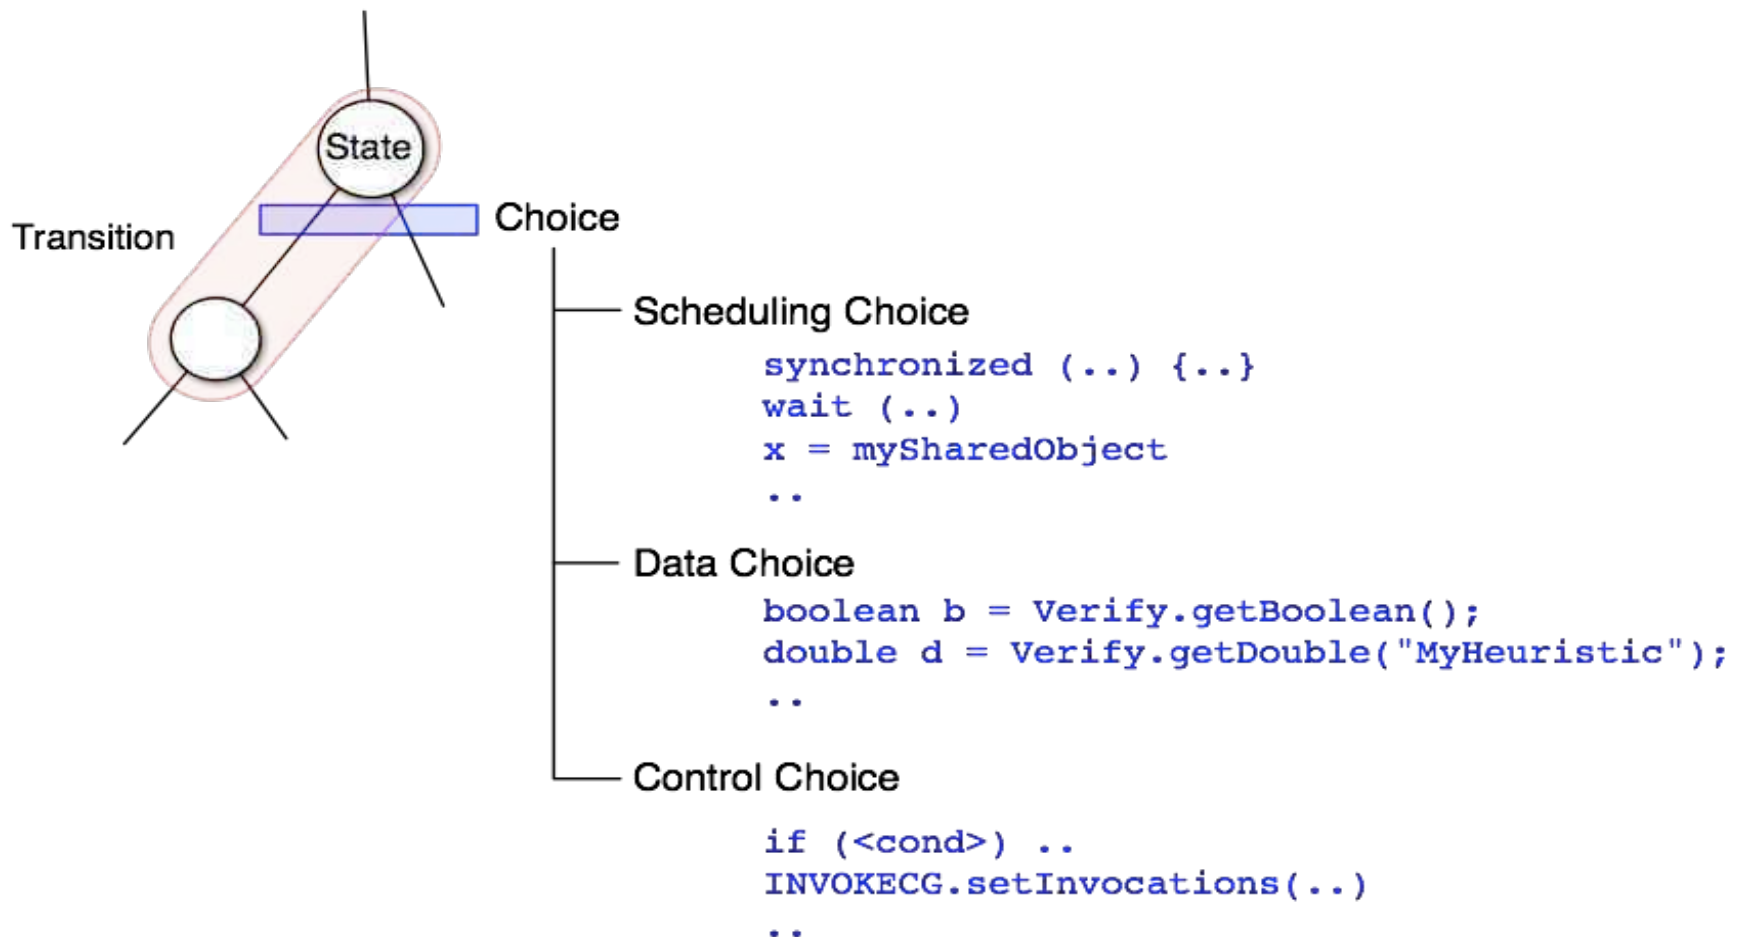 State
Transition
Choice
Scheduling Choice
synchronized (..) {..}
wait (..)
x = mySharedObject
..
Data Choice
boolean b = Verify.getBoolean();
double d = Verify.getDouble("MyHeuristic");
..
Control Choice
if (<cond>) ..
INVOKECG.setInvocations(..)
..